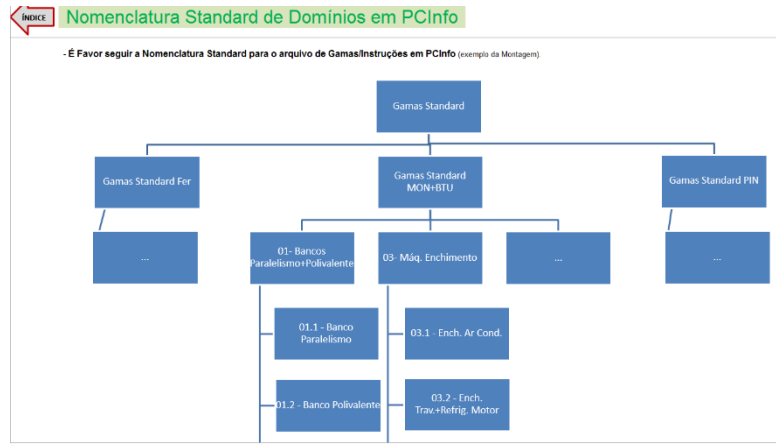 ÍNDICE
Nomenclatura Standard de Domínios em PCInfo
- É Favor seguir a Nomenclatura Standard para o arquivo de Gamas/Instruções em PCInfo (exemplo da Montagem)
Gamas Standard
Gamas Standard Fer
Gamas Standard
MON+BTU
Gamas Standard PIN
...
01- Bancos
Paralelismo+Polivalente
03- Máq. Enchimento
...
...
01.1 - Banco
Paralelismo
03.1 - Ench. Ar Cond.
01.2 - Banco Polivalente
03.2 - Ench.
Trav.+Refrig. Motor